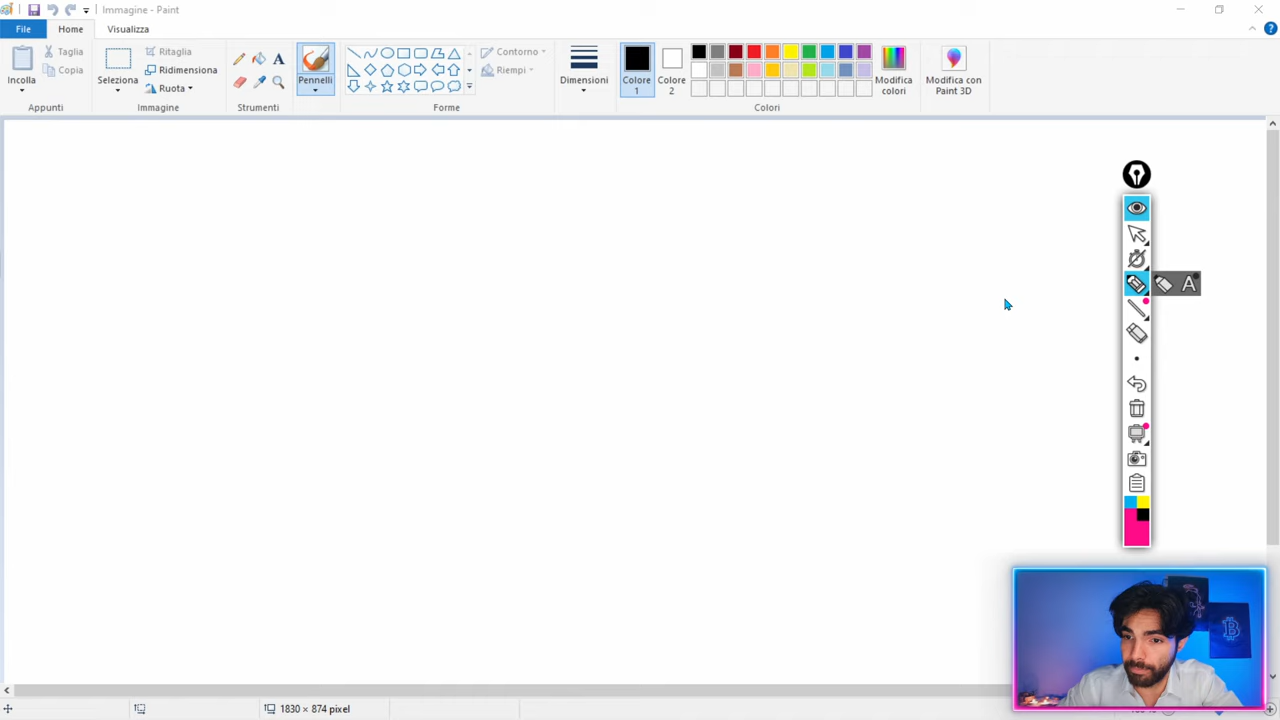 Immagine - Paint
File Home Visualizza
Incolla
Taglia
Copia
Appunti
Seleziona
Ritaglia
Ridimensiona
Ruota
Immagine
A
Strumenti
Pennelli
Contorno
Riempi
Forme
Dimensioni
Colore
1
Colore
2
Modifica
colori
Colori
Modifica con
Paint 3D
A
1830 × 874 pixel